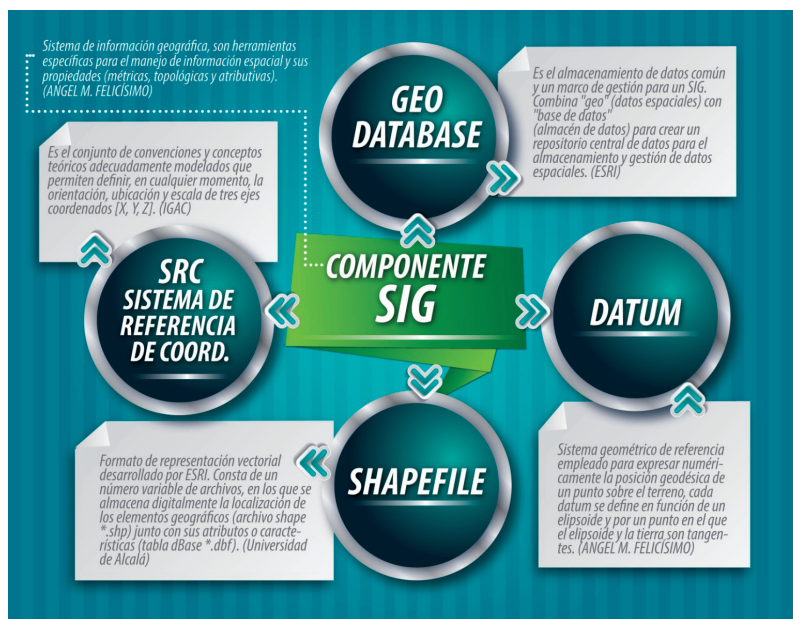 Sistema de información geográfica, son herramientas
específicas para el manejo de información espacial y sus
propiedades (métricas, topológicas y atributivas).
(ANGEL M. FELICÍSIMO)
GEO
DATABASE
Es el almacenamiento de datos común
y un marco de gestión para un SIG.
Combina "geo" (datos espaciales) con
"base de datos"
(almacén de datos) para crear un
repositorio central de datos para el
almacenamiento y gestión de datos
espaciales. (ESRI)
Es el conjunto de convenciones y conceptos
teóricos adecuadamente modelados que
permiten definir, en cualquier momento, la
orientación, ubicación y escala de tres ejes
coordenados [X, Y, Z]. (IGAC)
SRC
SISTEMA DE
REFERENCIA
DE COORD.
COMPONENTE
SIG
DATUM
Formato de representación vectorial
desarrollado por ESRI. Consta de un
número variable de archivos, en los que se
almacena digitalmente la localización de
los elementos geográficos (archivo shape
*.shp) junto con sus atributos o caracte-
rísticas (tabla dBase *.dbf). (Universidad
de Alcalá)
SHAPEFILE
Sistema geométrico de referencia
empleado para expresar numéri-
camente la posición geodésica de
un punto sobre el terreno, cada
datum se define en función de un
elipsoide y por un punto en el que
el elipsoide y la tierra son tangen-
tes. (ANGEL M. FELICÍSIMO)